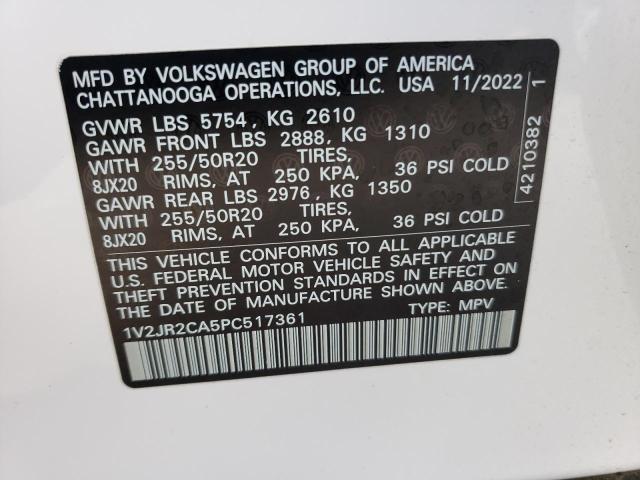 MFD BY VOLKSWAGEN GROUP OF AMERICA
CHATTANOOGA OPERATIONS, LLC. USA 11/2022
GVWR LBS 5754, KG 2610
GAWR FRONT LBS 2888, KG 1310
WITH 255/50R20 TIRES,
8JX20 RIMS, AT 250 KPA, 36 PSI COLD
GAWR REAR LBS 2976, KG 1350
WITH 255/50R20 TIRES,
8JX20 RIMS, AT 250 KPA, 36 PSI COLD
THIS VEHICLE CONFORMS TO ALL APPLICABLE
U.S. FEDERAL MOTOR VEHICLE SAFETY AND
THEFT PREVENTION STANDARDS IN EFFECT ON
THE DATE OF MANUFACTURE SHOWN ABOVE.
1V2JR2CA5PC517361 TYPE: MPV
4210382 1